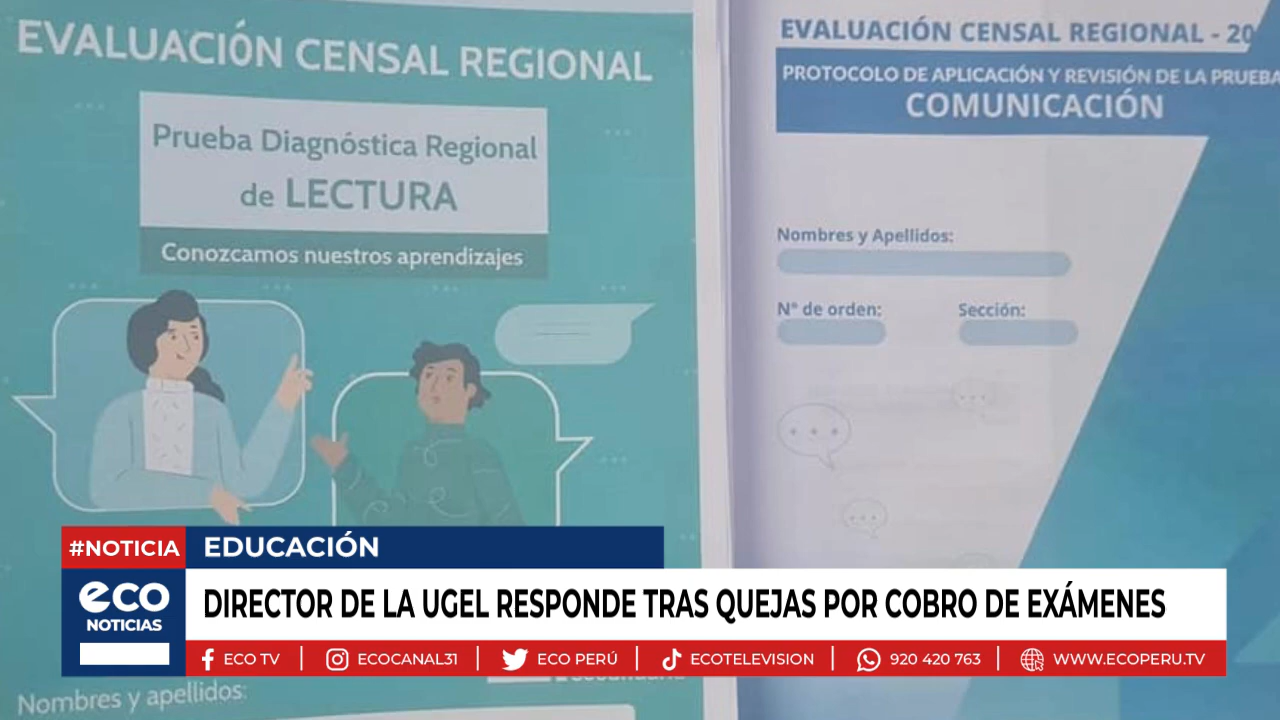 EVALUACIÓN CENSAL REGIONAL
Prueba Diagnóstica Regional
de LECTURA
Conozcamos nuestros aprendizajes
Nombres y apellidos:
EVALUACIÓN CENSAL REGIONAL - 20
PROTOCOLO DE APLICACIÓN Y REVISIÓN DE LA PRUEBA
COMUNICACIÓN
Nombres y Apellidos:
N° de orden:
Sección:
#NOTICIA
EDUCACIÓN
eco
NOTICIAS
DIRECTOR DE LA UGEL RESPONDE TRAS QUEJAS POR COBRO DE EXÁMENES
ECO TV
ECOCANAL31
ECO PERÚ
ECOTELEVISION
920 420 763
WWW.ECOPERU.TV